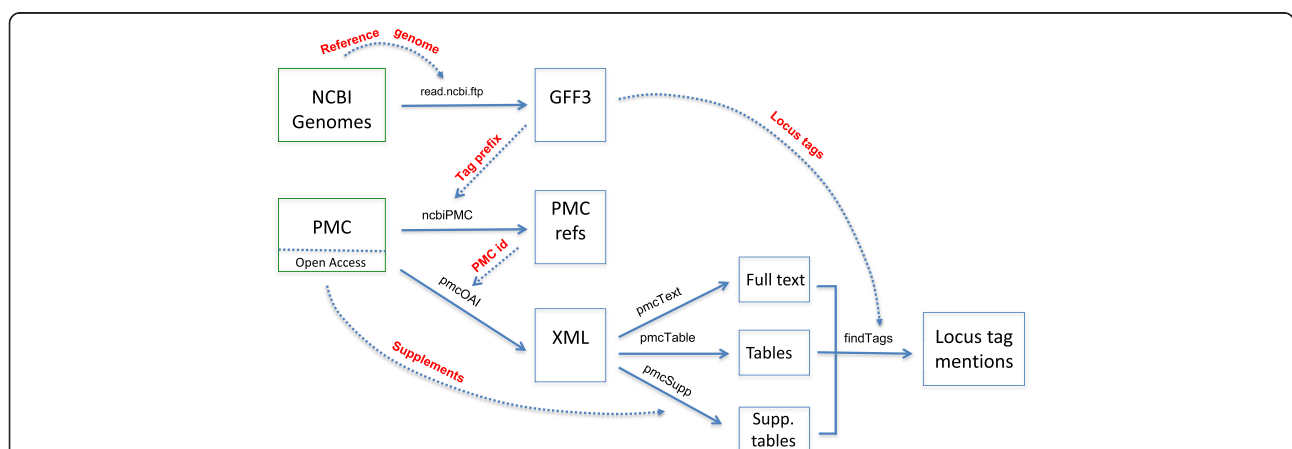 Reference genome
NCBI
Genomes
read.ncbi.ftp
GFF3
Locus tags
Tag prefix
PMC
Open Access
ncbiPMC
PMC
refs
PMC id
pmcOAI
XML
Supplements
pmcText
pmcTable
pmcSupp
Full text
Tables
Supp.
tables
findTags
Locus tag
mentions